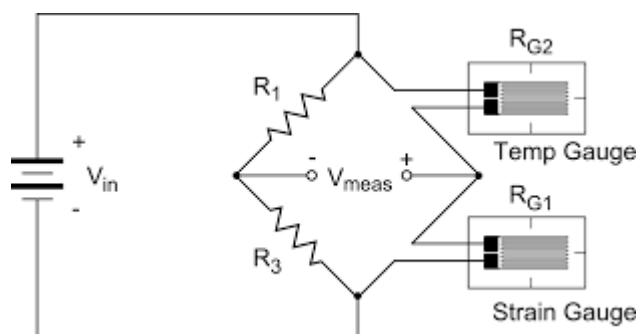 R1
RG2
Temp Gauge
+
Vin
-
- Vmeas +
RG1
R3
Strain Gauge